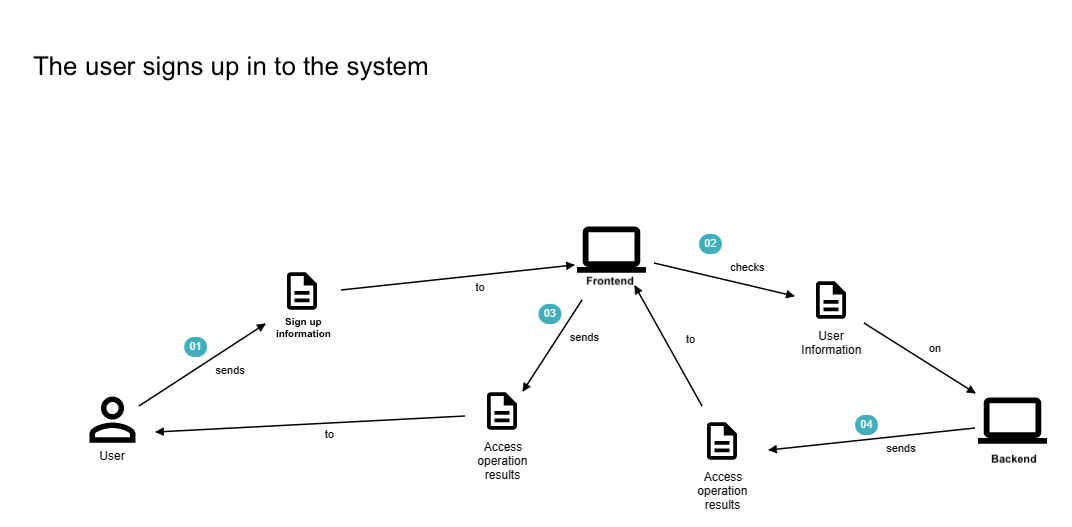 The user signs up in to the system
02
checks
Frontend
to
03
sends
Sign up
information
User
Information
to
on
01
sends
04
sends
to
Access
operation
results
User
Backend
Access
operation
results